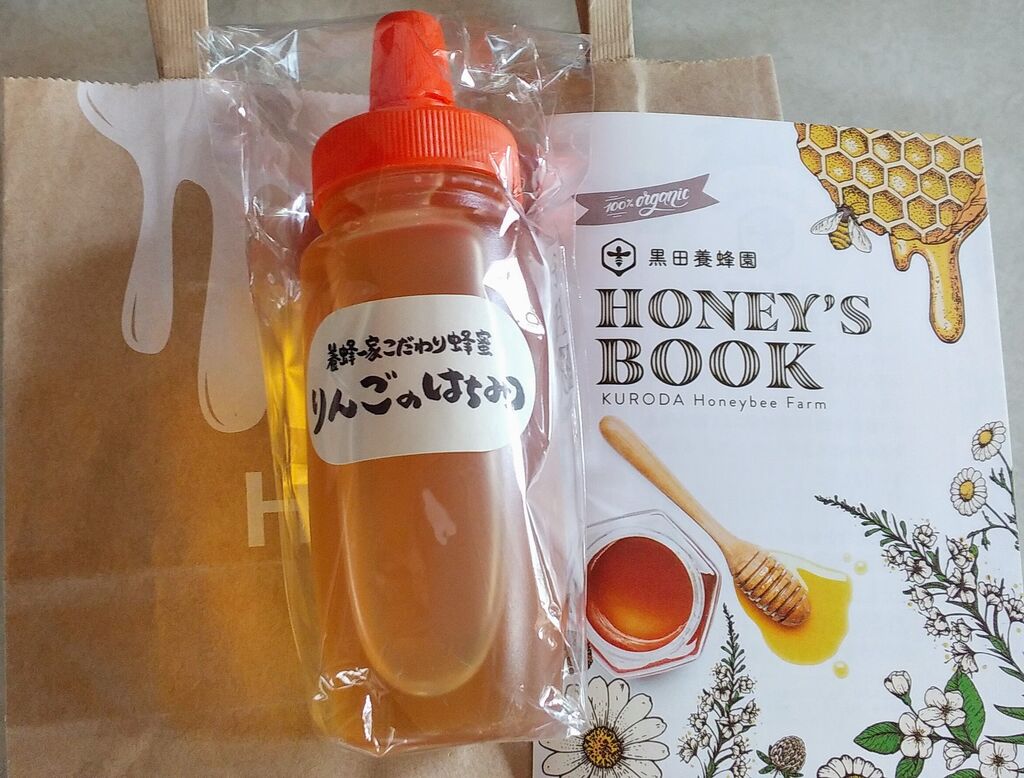 養蜂一家こだわり蜂蜜
りんごのはちみつ
H
100% organic
黒田養蜂園
HONEY'S
BOOK
KURODA Honeybee Farm